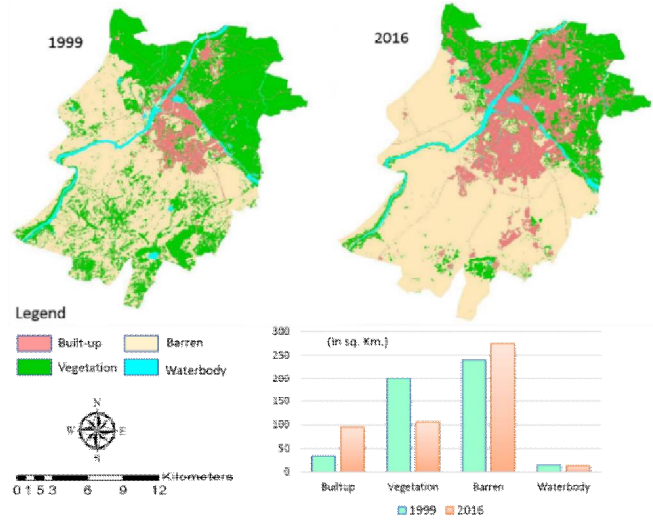 1999
2016
Legend
Built-up
Barren
Vegetation
Waterbody
N
W E
S
Kilometers
0 1.5 3 6 9 12
(in sq. Km.)
300
250
200
150
100
50
0
Builtup Vegetation Barren Waterbody
1999 2016